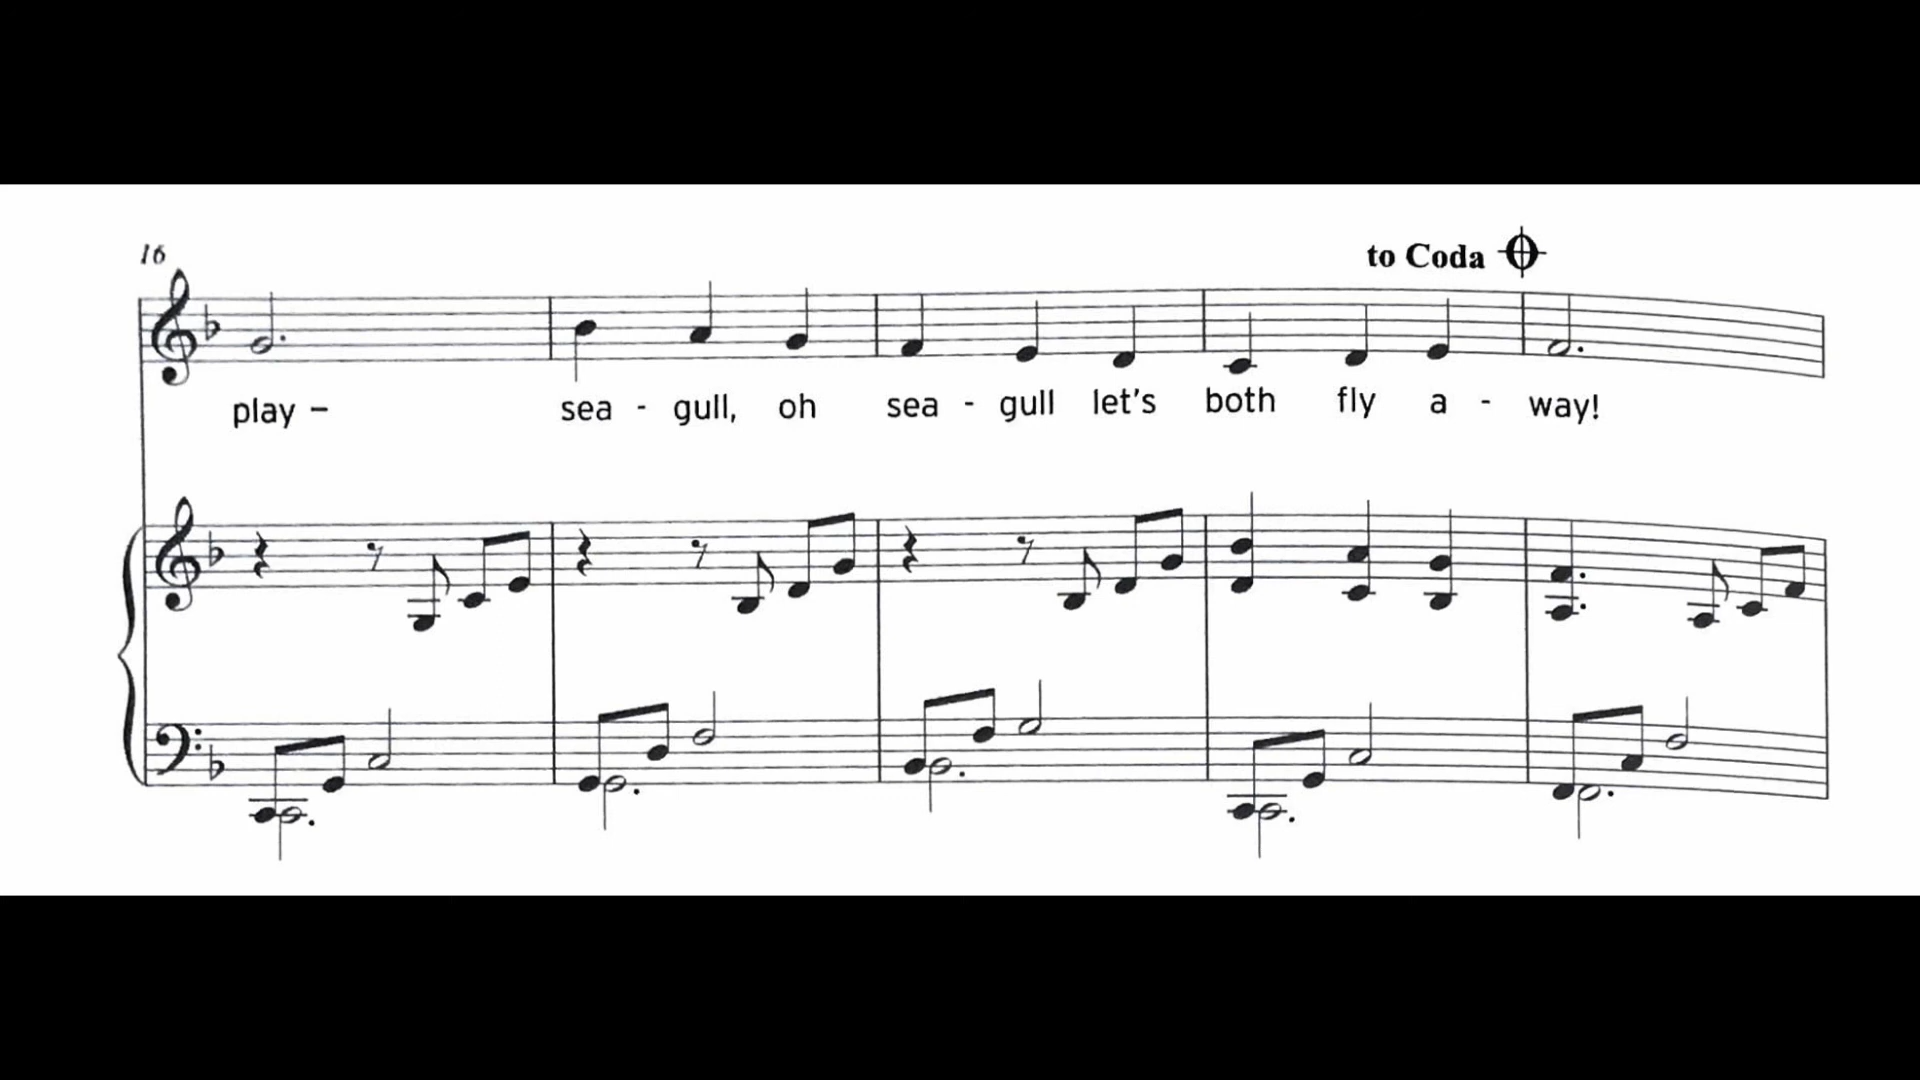 16
to Coda
play – sea - gull, oh sea - gull let's both fly a - way!